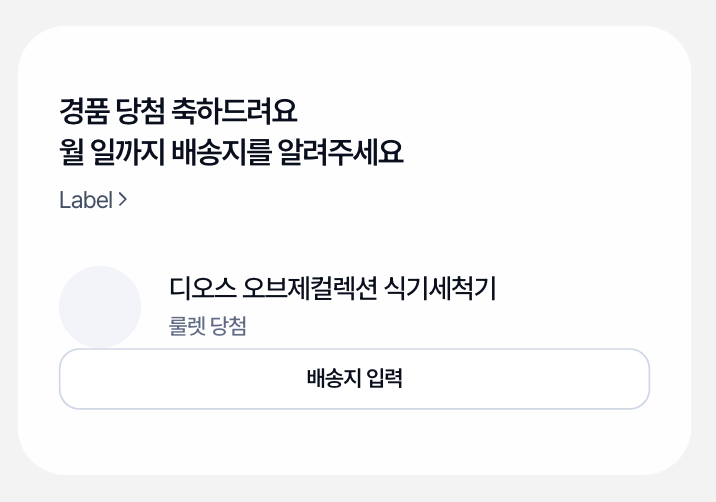 경품 당첨 축하드려요
월 일까지 배송지를 알려주세요
Label >
디오스 오브제컬렉션 식기세척기
룰렛 당첨
배송지 입력